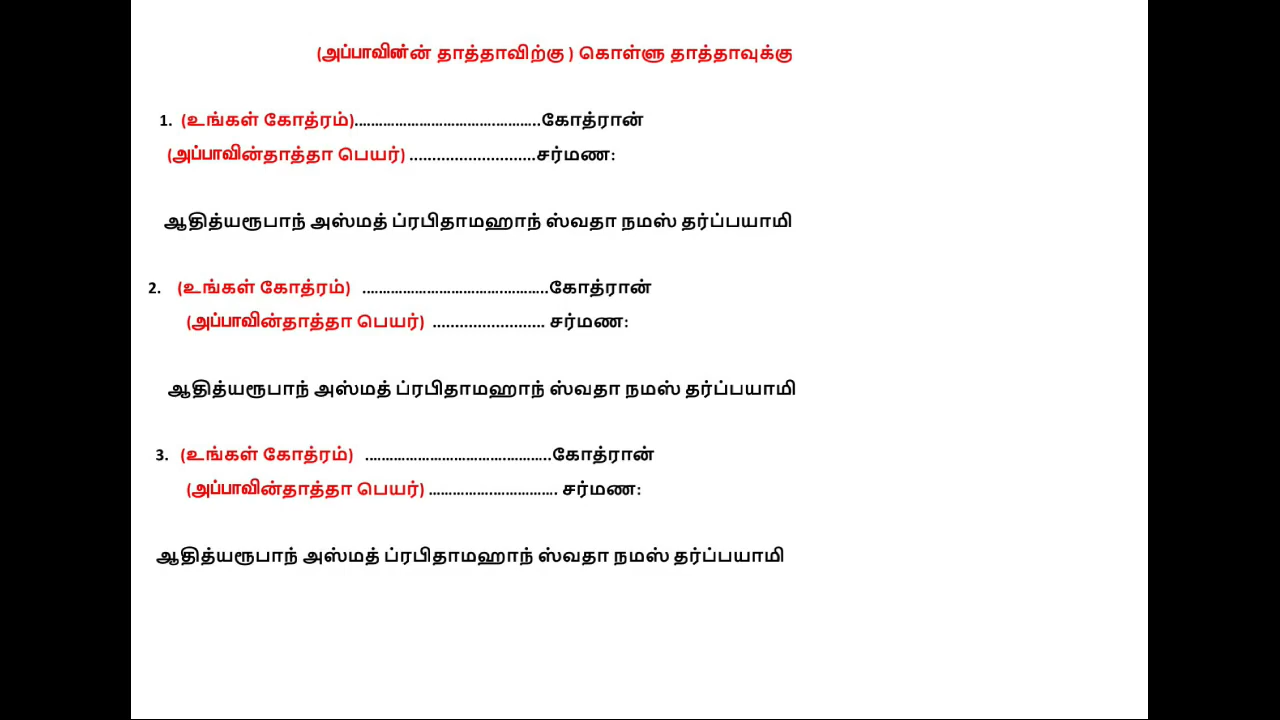 (அப்பாவின்ன் தாத்தாவிற்கு ) கொள்ளு தாத்தாவுக்கு
1. (உங்கள் கோத்ரம்)........................................கோத்ரான்
(அப்பாவின்தாத்தா பெயர்) ............................சர்மண:
ஆதித்யரூபாந் அஸ்மத் ப்ரபிதாமஹாந் ஸ்வதா நமஸ் தர்ப்பயாமி
2. (உங்கள் கோத்ரம்) ........................................கோத்ரான்
(அப்பாவின்தாத்தா பெயர்) ......................... சர்மண:
ஆதித்யரூபாந் அஸ்மத் ப்ரபிதாமஹாந் ஸ்வதா நமஸ் தர்ப்பயாமி
3. (உங்கள் கோத்ரம்) ........................................கோத்ரான்
(அப்பாவின்தாத்தா பெயர்) ............................ சர்மண:
ஆதித்யரூபாந் அஸ்மத் ப்ரபிதாமஹாந் ஸ்வதா நமஸ் தர்ப்பயாமி